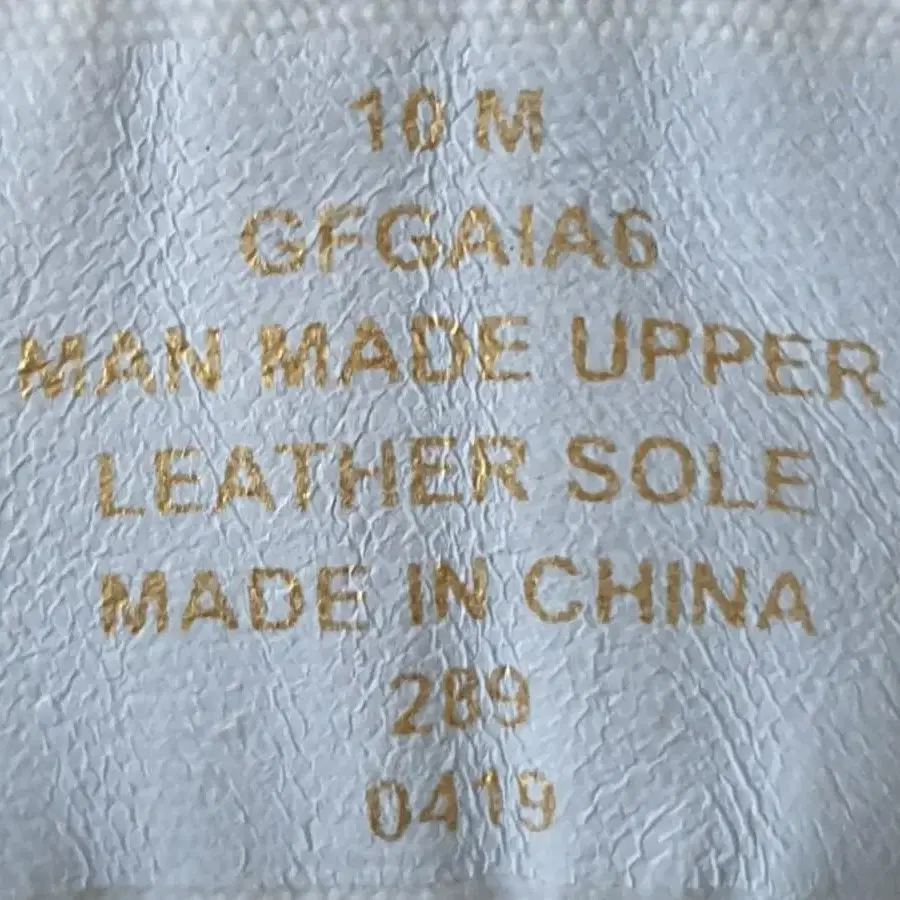 10 M
GFGAIA6
MAN MADE UPPER
LEATHER SOLE
MADE IN CHINA
289
0419